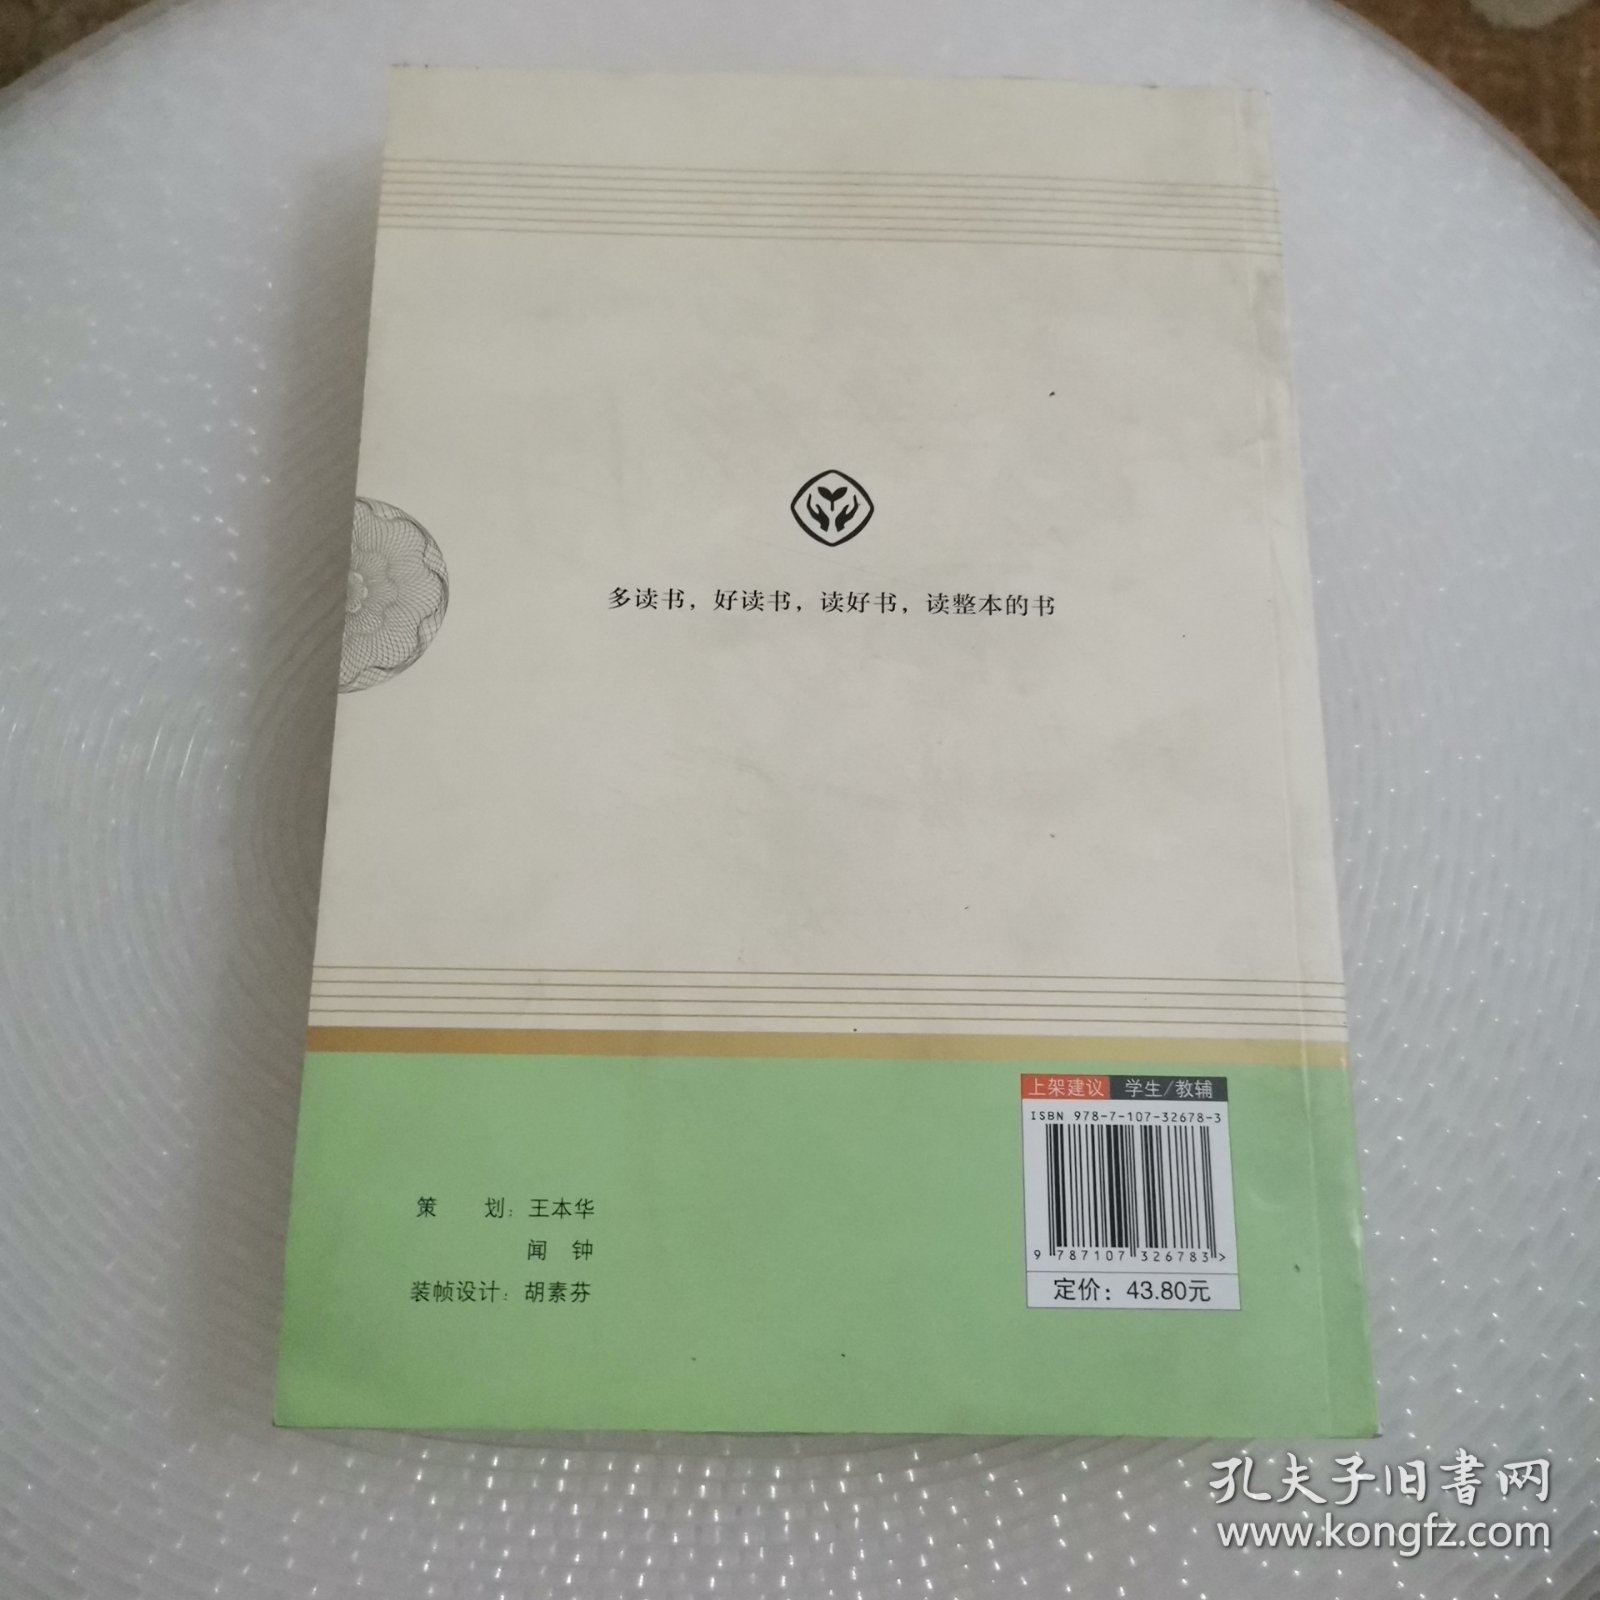 多读书，好读书，读好书，读整本的书
上架建议 学生/教辅
ISBN 978-7-107-32678-3
9 787107 326783 >
定价：43.80元
策 划：王本华
闻 钟
装帧设计：胡素芬
孔夫子旧书网
www.kongfz.com